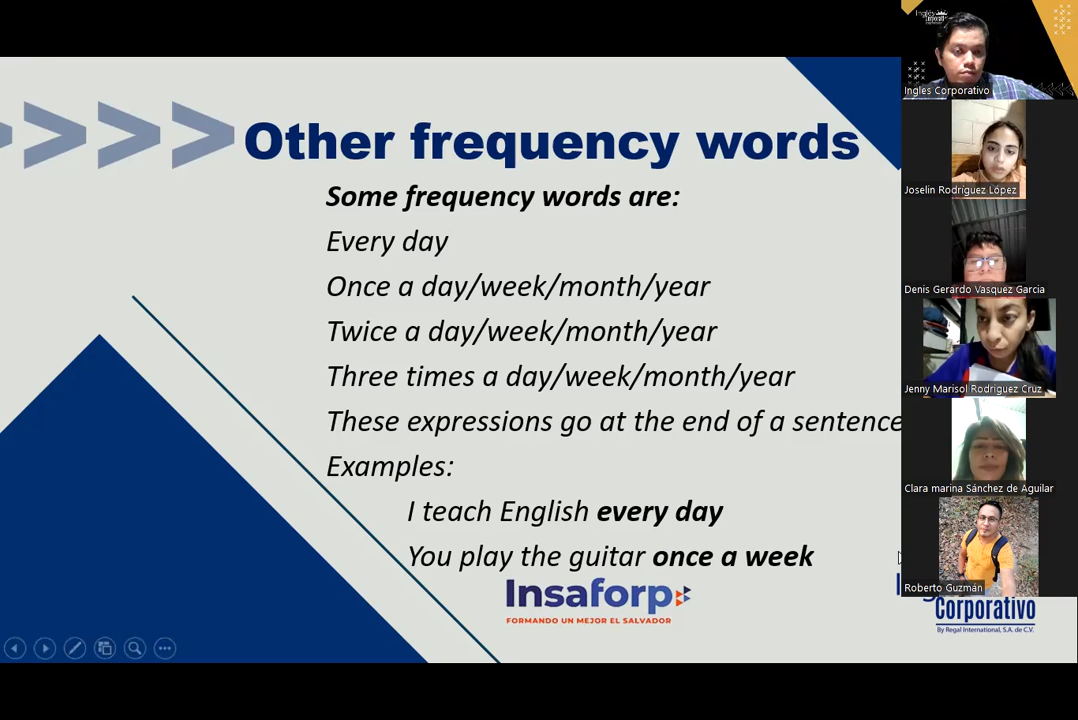 Other frequency words
Some frequency words are:
Every day
Once a day/week/month/year
Twice a day/week/month/year
Three times a day/week/month/year
These expressions go at the end of a sentence
Examples:
I teach English every day
You play the guitar once a week
Insaforp
FORMANDO UN MEJOR EL SALVADOR
Corporativo
By Regal International, S.A. de C.V.
Inglés
Corporativo
Ingles Corporativo
Joselin Rodríguez López
Denis Gerardo Vasquez Garcia
Jenny Marisol Rodriguez Cruz
Clara marina Sánchez de Aguilar
Roberto Guzmán